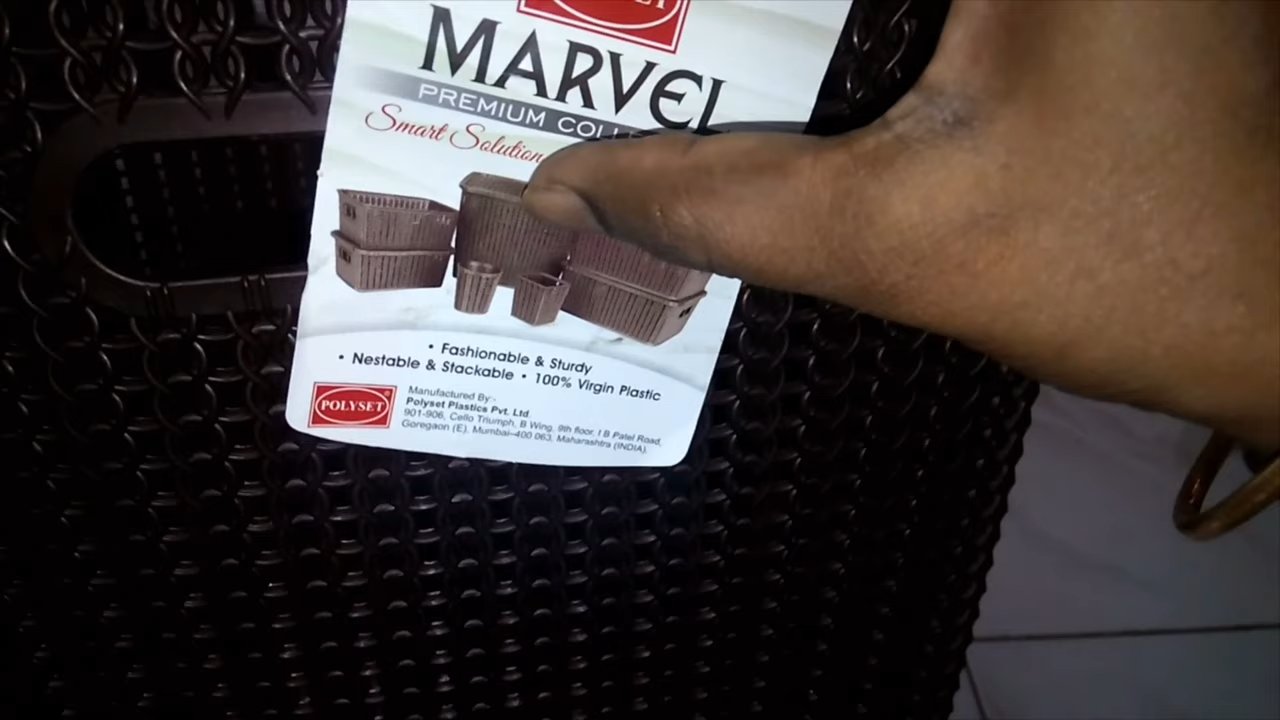 MARVEL
PREMIUM
Smart Solution
• Fashionable & Sturdy
• Nestable & Stackable • 100% Virgin Plastic
POLYSET®
Manufactured By:-
Polyset Plastics Pvt. Ltd.
901-906, Cello Triumph, B Wing, 9th floor, I B Patel Road,
Goregaon (E), Mumbai-400 063, Maharashtra (INDIA).